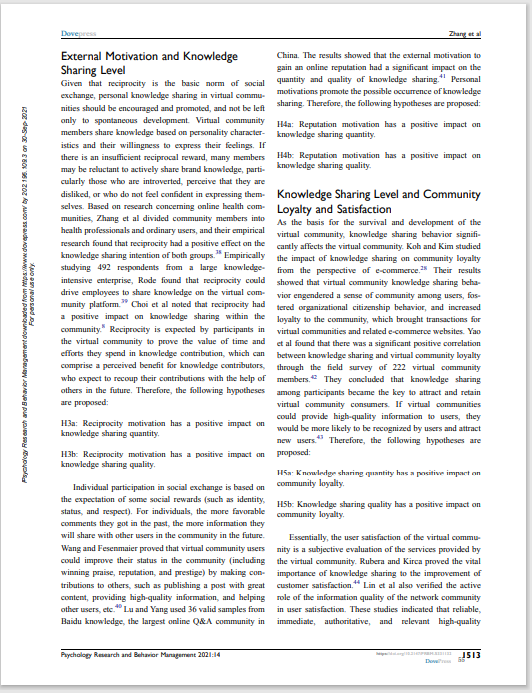 Dovepress
Zhang et al
Psychology Research and Behavior Management downloaded from https://www.dovepress.com/ by 202.195.109.3 on 30-Sep-2021
For personal use only.
External Motivation and Knowledge
Sharing Level
Given that reciprocity is the basic norm of social
exchange, personal knowledge sharing in virtual commu-
nities should be encouraged and promoted, and not be left
only to spontaneous development. Virtual community
members share knowledge based on personality character-
istics and their willingness to express their feelings. If
there is an insufficient reciprocal reward, many members
may be reluctant to actively share brand knowledge, parti-
cularly those who are introverted, perceive that they are
disliked, or who do not feel confident in expressing them-
selves. Based on research concerning online health com-
munities, Zhang et al divided community members into
health professionals and ordinary users, and their empirical
research found that reciprocity had a positive effect on the
knowledge sharing intention of both groups.38 Empirically
studying 492 respondents from a large knowledge-
intensive enterprise, Rode found that reciprocity could
drive employees to share knowledge on the virtual com-
munity platform.39 Choi et al noted that reciprocity had
a positive impact on knowledge sharing within the
community.8 Reciprocity is expected by participants in
the virtual community to prove the value of time and
efforts they spend in knowledge contribution, which can
comprise a perceived benefit for knowledge contributors,
who expect to recoup their contributions with the help of
others in the future. Therefore, the following hypotheses
are proposed:
H3a: Reciprocity motivation has a positive impact on
knowledge sharing quantity.
H3b: Reciprocity motivation has a positive impact on
knowledge sharing quality.
Individual participation in social exchange is based on
the expectation of some social rewards (such as identity,
status, and respect). For individuals, the more favorable
comments they got in the past, the more information they
will share with other users in the community in the future.
Wang and Fesenmaier proved that virtual community users
could improve their status in the community (including
winning praise, reputation, and prestige) by making con-
tributions to others, such as publishing a post with great
content, providing high-quality information, and helping
other users, etc.40 Lu and Yang used 36 valid samples from
Baidu knowledge, the largest online Q&A community in
China. The results showed that the external motivation to
gain an online reputation had a significant impact on the
quantity and quality of knowledge sharing.41 Personal
motivations promote the possible occurrence of knowledge
sharing. Therefore, the following hypotheses are proposed:
H4a: Reputation motivation has a positive impact on
knowledge sharing quantity.
H4b: Reputation motivation has a positive impact on
knowledge sharing quality.
Knowledge Sharing Level and Community
Loyalty and Satisfaction
As the basis for the survival and development of the
virtual community, knowledge sharing behavior signifi-
cantly affects the virtual community. Koh and Kim studied
the impact of knowledge sharing on community loyalty
from the perspective of e-commerce.28 Their results
showed that virtual community knowledge sharing beha-
vior engendered a sense of community among users, fos-
tered organizational citizenship behavior, and increased
loyalty to the community, which brought transactions for
virtual communities and related e-commerce websites. Yao
et al found that there was a significant positive correlation
between knowledge sharing and virtual community loyalty
through the field survey of 222 virtual community
members.42 They concluded that knowledge sharing
among participants became the key to attract and retain
virtual community consumers. If virtual communities
could provide high-quality information to users, they
would be more likely to be recognized by users and attract
new users.43 Therefore, the following hypotheses are
proposed:
H5a: Knowledge sharing quantity has a positive impact on
community loyalty.
H5b: Knowledge sharing quality has a positive impact on
community loyalty.
Essentially, the user satisfaction of the virtual commu-
nity is a subjective evaluation of the services provided by
the virtual community. Rubera and Kirca proved the vital
importance of knowledge sharing to the improvement of
customer satisfaction.44 Lin et al also verified the active
role of the information quality of the network community
in user satisfaction. These studies indicated that reliable,
immediate, authoritative, and relevant high-quality
Psychology Research and Behavior Management 2021:14
1513
DovePress